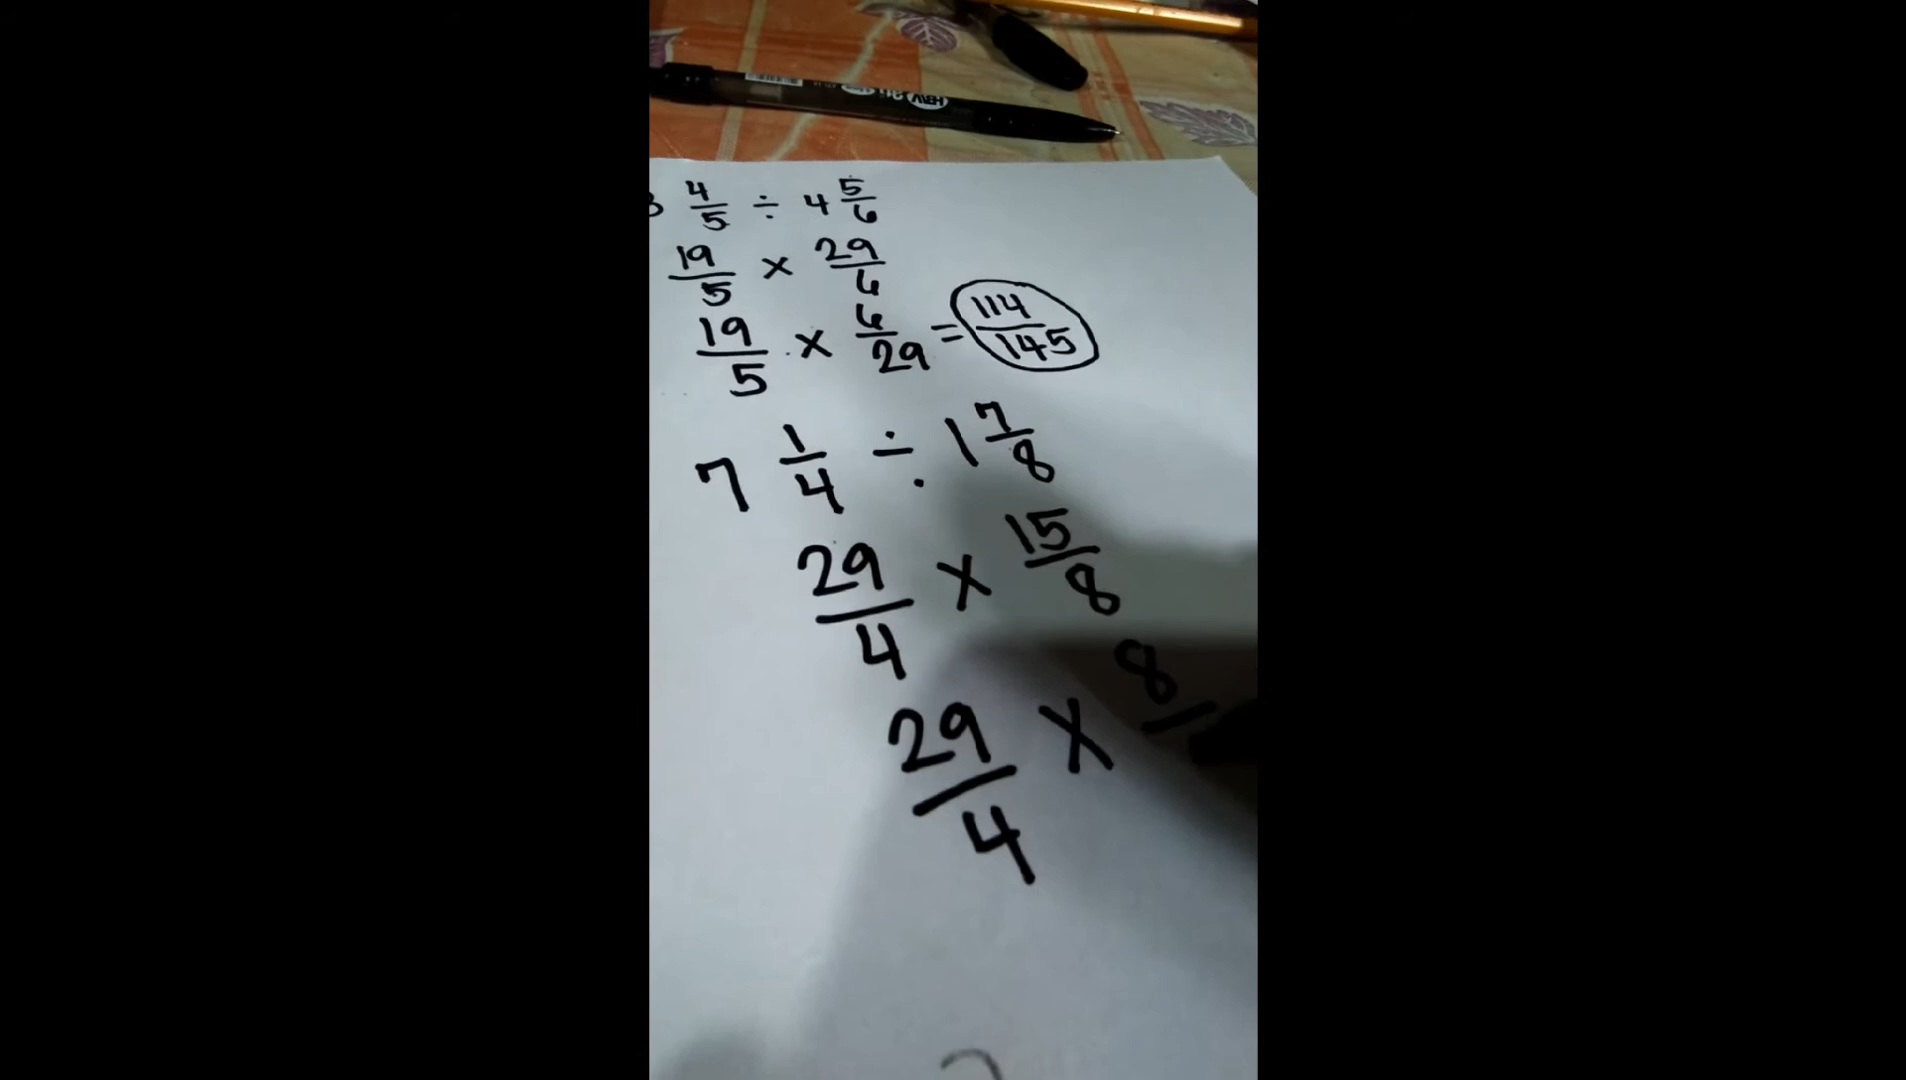 3 4/5 ÷ 4 5/6
19/5 × 29/6
19/5 × 6/29 = 114/145
7 1/4 ÷ 1 7/8
29/4 × 15/8
29/4 × 8/